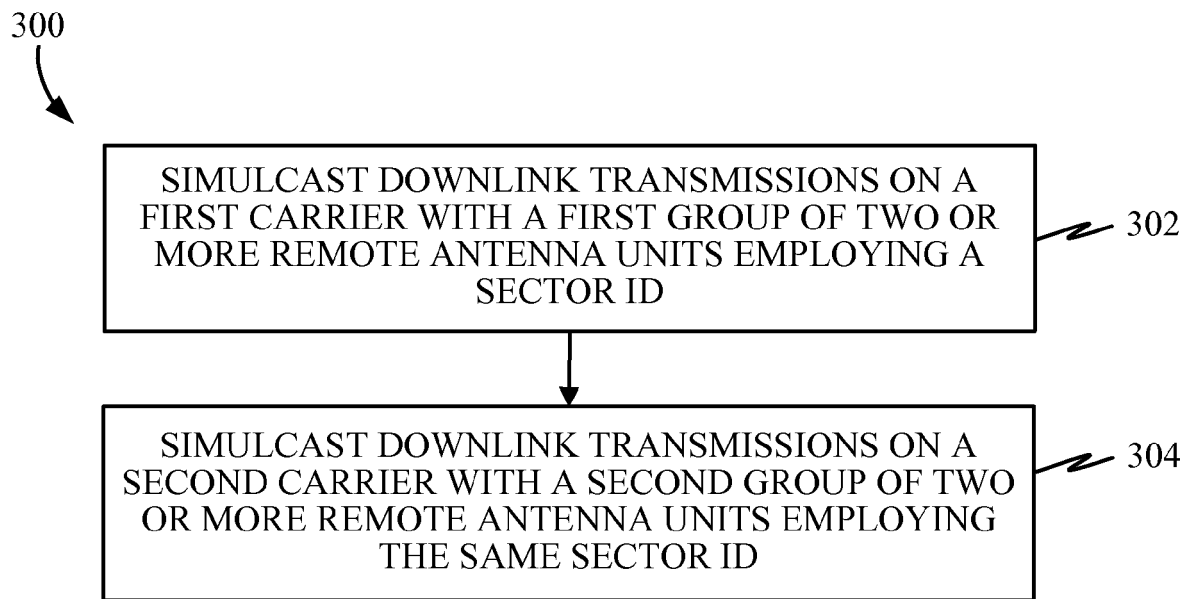 300
SIMULCAST DOWNLINK TRANSMISSIONS ON A
FIRST CARRIER WITH A FIRST GROUP OF TWO OR
MORE REMOTE ANTENNA UNITS EMPLOYING A
SECTOR ID
302
SIMULCAST DOWNLINK TRANSMISSIONS ON A
SECOND CARRIER WITH A SECOND GROUP OF TWO
OR MORE REMOTE ANTENNA UNITS EMPLOYING
THE SAME SECTOR ID
304